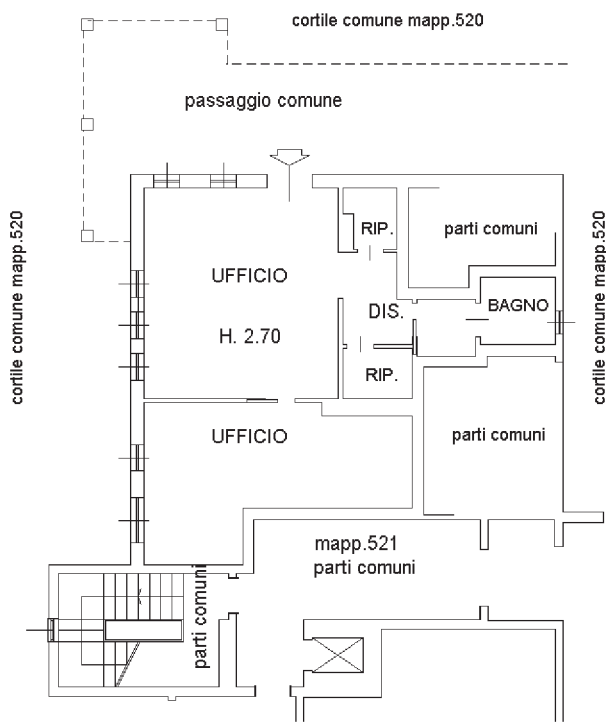 cortile comune mapp.520
passaggio comune
cortile comune mapp.520
RIP.
parti comuni
cortile comune mapp.520
UFFICIO
DIS.
BAGNO
H. 2.70
RIP.
UFFICIO
parti comuni
mapp.521
parti comuni
parti comuni